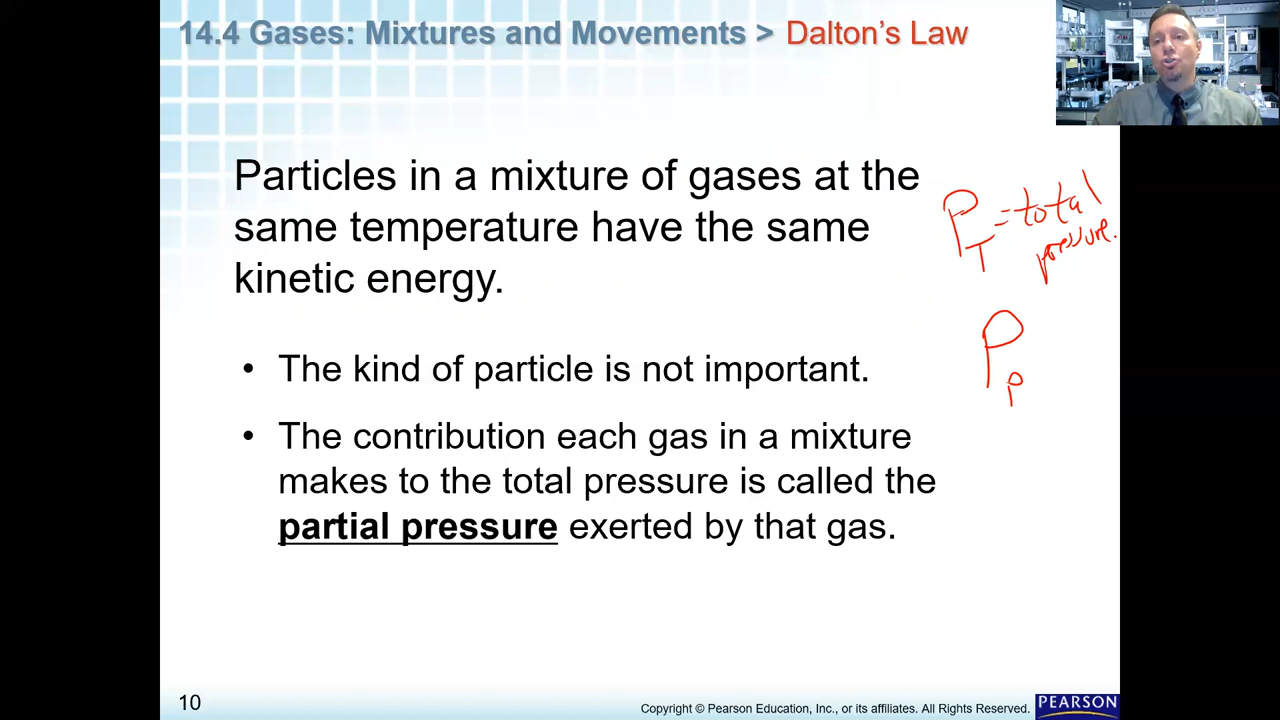 14.4 Gases: Mixtures and Movements > Dalton's Law
Particles in a mixture of gases at the
same temperature have the same
kinetic energy.
• The kind of particle is not important.
• The contribution each gas in a mixture
makes to the total pressure is called the
partial pressure exerted by that gas.
P_T = total
pressure.
P_P
10
Copyright © Pearson Education, Inc., or its affiliates. All Rights Reserved.
PEARSON